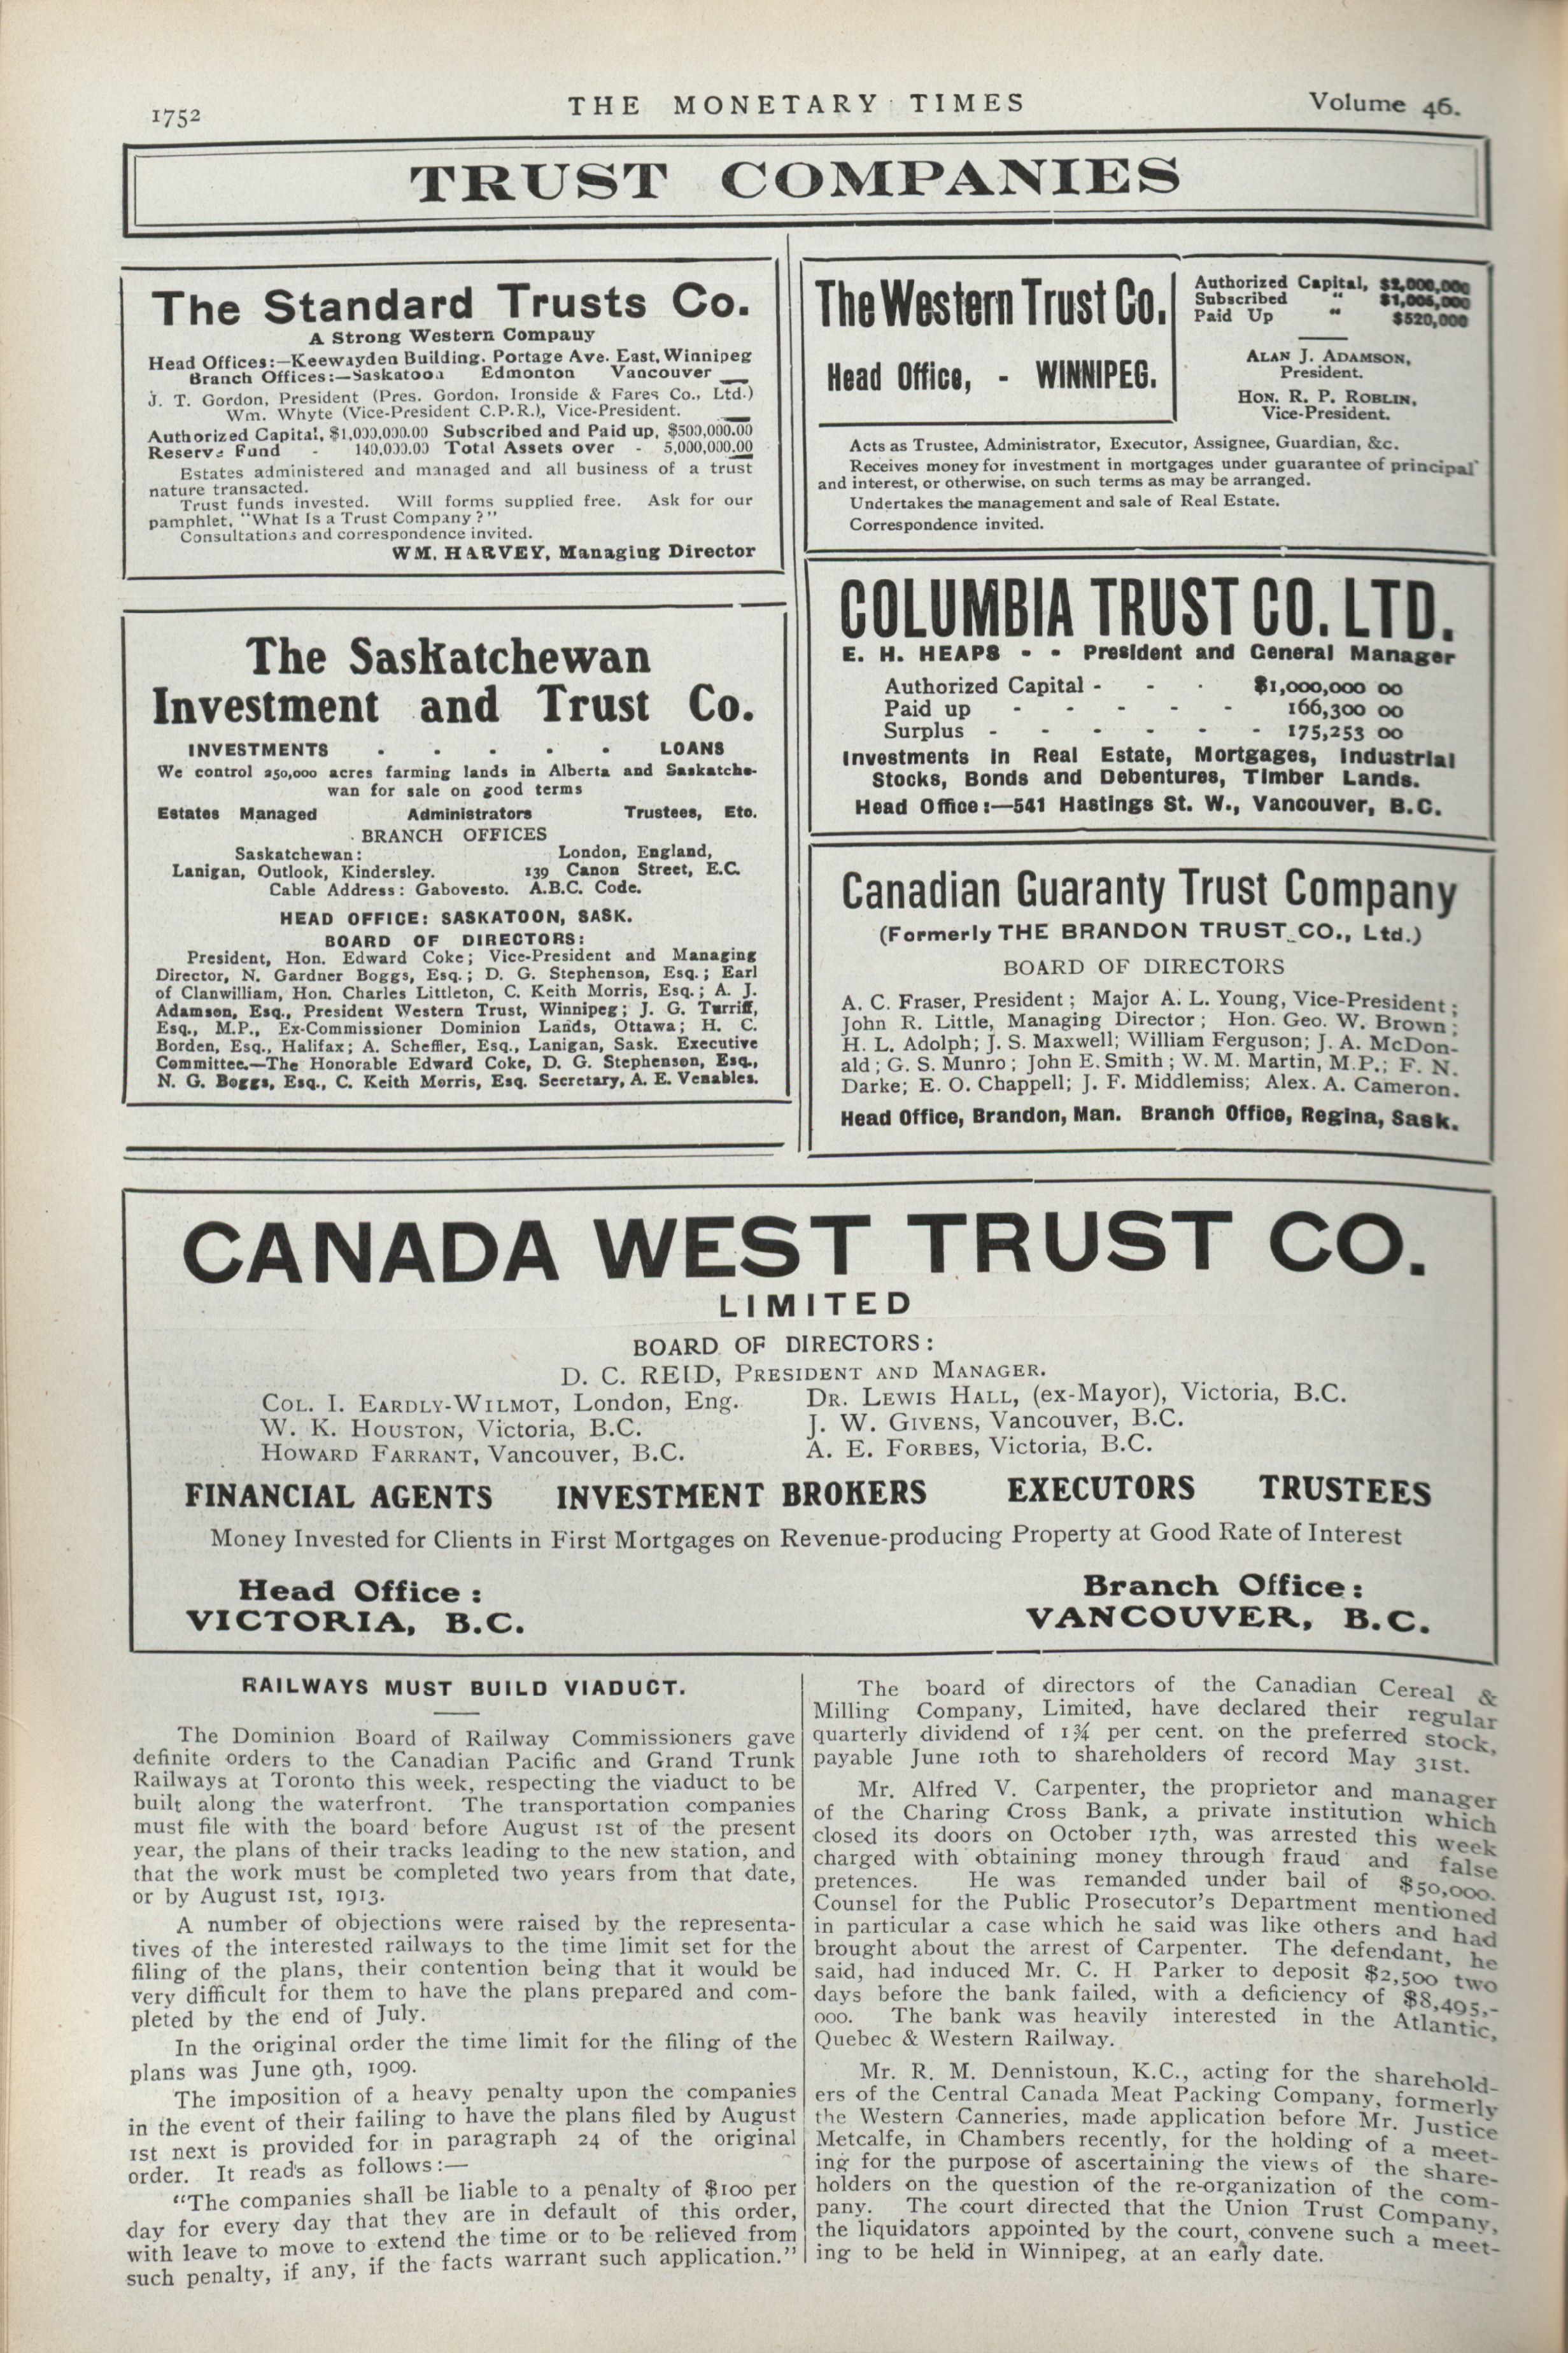 1752
THE MONETARY TIMES
Volume 46.
TRUST COMPANIES
The Standard Trusts Co.
A Strong Western Company
Head Offices:—Keewayden Building. Portage Ave. East, Winnipeg
Branch Offices:—Saskatoon Edmonton Vancouver
J. T. Gordon, President (Pres. Gordon, Ironside & Fares Co., Ltd.)
Wm. Whyte (Vice-President C.P.R.), Vice-President.
Authorized Capital, $1,000,000.00 Subscribed and Paid up, $500,000.00
Reserve Fund - 140,000.00 Total Assets over - 5,000,000.00
Estates administered and managed and all business of a trust
nature transacted.
Trust funds invested. Will forms supplied free. Ask for our
pamphlet, "What Is a Trust Company?"
Consultations and correspondence invited.
WM. HARVEY, Managing Director
The Saskatchewan
Investment and Trust Co.
INVESTMENTS . . . . . LOANS
We control 250,000 acres farming lands in Alberta and Saskatche-
wan for sale on good terms
Estates Managed Administrators Trustees, Etc.
BRANCH OFFICES
Saskatchewan: London, England,
Lanigan, Outlook, Kindersley. 139 Canon Street, E.C.
Cable Address: Gabovesto. A.B.C. Code.
HEAD OFFICE: SASKATOON, SASK.
BOARD OF DIRECTORS:
President, Hon. Edward Coke; Vice-President and Managing
Director, N. Gardner Boggs, Esq.; D. G. Stephenson, Esq.; Earl
of Clanwilliam, Hon. Charles Littleton, C. Keith Morris, Esq.; A. J.
Adamson, Esq., President Western Trust, Winnipeg; J. G. Turriff,
Esq., M.P., Ex-Commissioner Dominion Lands, Ottawa; H. C.
Borden, Esq., Halifax; A. Scheffler, Esq., Lanigan, Sask. Executive
Committee.—The Honorable Edward Coke, D. G. Stephenson, Esq.,
N. G. Boggs, Esq., C. Keith Morris, Esq. Secretary, A. E. Venables.
The Western Trust Co.
Head Office, - WINNIPEG.
Authorized Capital, $2,000,000
Subscribed " $1,005,000
Paid Up " $520,000
ALAN J. ADAMSON,
President.
HON. R. P. ROBLIN,
Vice-President.
Acts as Trustee, Administrator, Executor, Assignee, Guardian, &c.
Receives money for investment in mortgages under guarantee of principal
and interest, or otherwise, on such terms as may be arranged.
Undertakes the management and sale of Real Estate.
Correspondence invited.
COLUMBIA TRUST CO. LTD.
E. H. HEAPS - - President and General Manager
Authorized Capital - - - $1,000,000 00
Paid up - - - - - 166,300 00
Surplus - - - - - - 175,253 00
Investments in Real Estate, Mortgages, Industrial
Stocks, Bonds and Debentures, Timber Lands.
Head Office:—541 Hastings St. W., Vancouver, B.C.
Canadian Guaranty Trust Company
(Formerly THE BRANDON TRUST CO., Ltd.)
BOARD OF DIRECTORS
A. C. Fraser, President; Major A. L. Young, Vice-President;
John R. Little, Managing Director; Hon. Geo. W. Brown;
H. L. Adolph; J. S. Maxwell; William Ferguson; J. A. McDon-
ald; G. S. Munro; John E. Smith; W. M. Martin, M.P.; F. N.
Darke; E. O. Chappell; J. F. Middlemiss; Alex. A. Cameron.
Head Office, Brandon, Man. Branch Office, Regina, Sask.
CANADA WEST TRUST CO.
LIMITED
BOARD OF DIRECTORS:
D. C. REID, PRESIDENT AND MANAGER.
COL. I. EARDLY-WILMOT, London, Eng. DR. LEWIS HALL, (ex-Mayor), Victoria, B.C.
W. K. HOUSTON, Victoria, B.C. J. W. GIVENS, Vancouver, B.C.
HOWARD FARRANT, Vancouver, B.C. A. E. FORBES, Victoria, B.C.
FINANCIAL AGENTS INVESTMENT BROKERS EXECUTORS TRUSTEES
Money Invested for Clients in First Mortgages on Revenue-producing Property at Good Rate of Interest
Head Office: Branch Office:
VICTORIA, B.C. VANCOUVER, B.C.
RAILWAYS MUST BUILD VIADUCT.
The Dominion Board of Railway Commissioners gave
definite orders to the Canadian Pacific and Grand Trunk
Railways at Toronto this week, respecting the viaduct to be
built along the waterfront. The transportation companies
must file with the board before August 1st of the present
year, the plans of their tracks leading to the new station, and
that the work must be completed two years from that date,
or by August 1st, 1913.
A number of objections were raised by the representa-
tives of the interested railways to the time limit set for the
filing of the plans, their contention being that it would be
very difficult for them to have the plans prepared and com-
pleted by the end of July.
In the original order the time limit for the filing of the
plans was June 9th, 1909.
The imposition of a heavy penalty upon the companies
in the event of their failing to have the plans filed by August
1st next is provided for in paragraph 24 of the original
order. It reads as follows:—
"The companies shall be liable to a penalty of $100 per
day for every day that they are in default of this order,
with leave to move to extend the time or to be relieved from
such penalty, if any, if the facts warrant such application."
The board of directors of the Canadian Cereal &
Milling Company, Limited, have declared their regular
quarterly dividend of 1¾ per cent. on the preferred stock,
payable June 10th to shareholders of record May 31st.
Mr. Alfred V. Carpenter, the proprietor and manager
of the Charing Cross Bank, a private institution which
closed its doors on October 17th, was arrested this week
charged with obtaining money through fraud and false
pretences. He was remanded under bail of $50,000.
Counsel for the Public Prosecutor's Department mentioned
in particular a case which he said was like others and had
brought about the arrest of Carpenter. The defendant, he
said, had induced Mr. C. H Parker to deposit $2,500 two
days before the bank failed, with a deficiency of $8,495,-
000. The bank was heavily interested in the Atlantic,
Quebec & Western Railway.
Mr. R. M. Dennistoun, K.C., acting for the sharehold-
ers of the Central Canada Meat Packing Company, formerly
the Western Canneries, made application before Mr. Justice
Metcalfe, in Chambers recently, for the holding of a meet-
ing for the purpose of ascertaining the views of the share-
holders on the question of the re-organization of the com-
pany. The court directed that the Union Trust Company,
the liquidators appointed by the court, convene such a meet-
ing to be held in Winnipeg, at an early date.